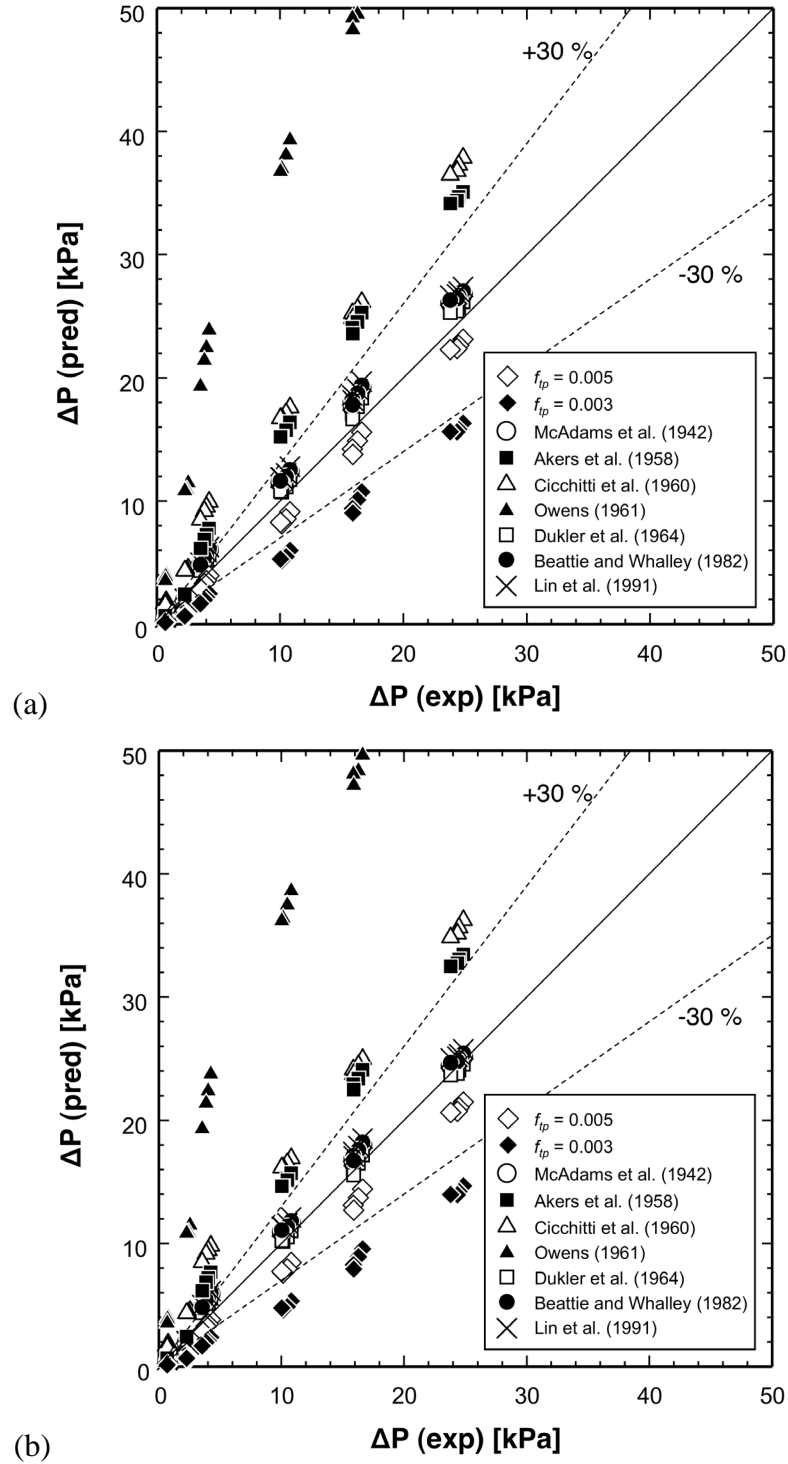 50
40
30
20
10
0
ΔP (pred) [kPa]
+30 %
-30 %
f_tp = 0.005
f_tp = 0.003
McAdams et al. (1942)
Akers et al. (1958)
Cicchitti et al. (1960)
Owens (1961)
Dukler et al. (1964)
Beattie and Whalley (1982)
Lin et al. (1991)
0 10 20 30 40 50
ΔP (exp) [kPa]
(a)
50
40
30
20
10
0
ΔP (pred) [kPa]
+30 %
-30 %
f_tp = 0.005
f_tp = 0.003
McAdams et al. (1942)
Akers et al. (1958)
Cicchitti et al. (1960)
Owens (1961)
Dukler et al. (1964)
Beattie and Whalley (1982)
Lin et al. (1991)
0 10 20 30 40 50
ΔP (exp) [kPa]
(b)